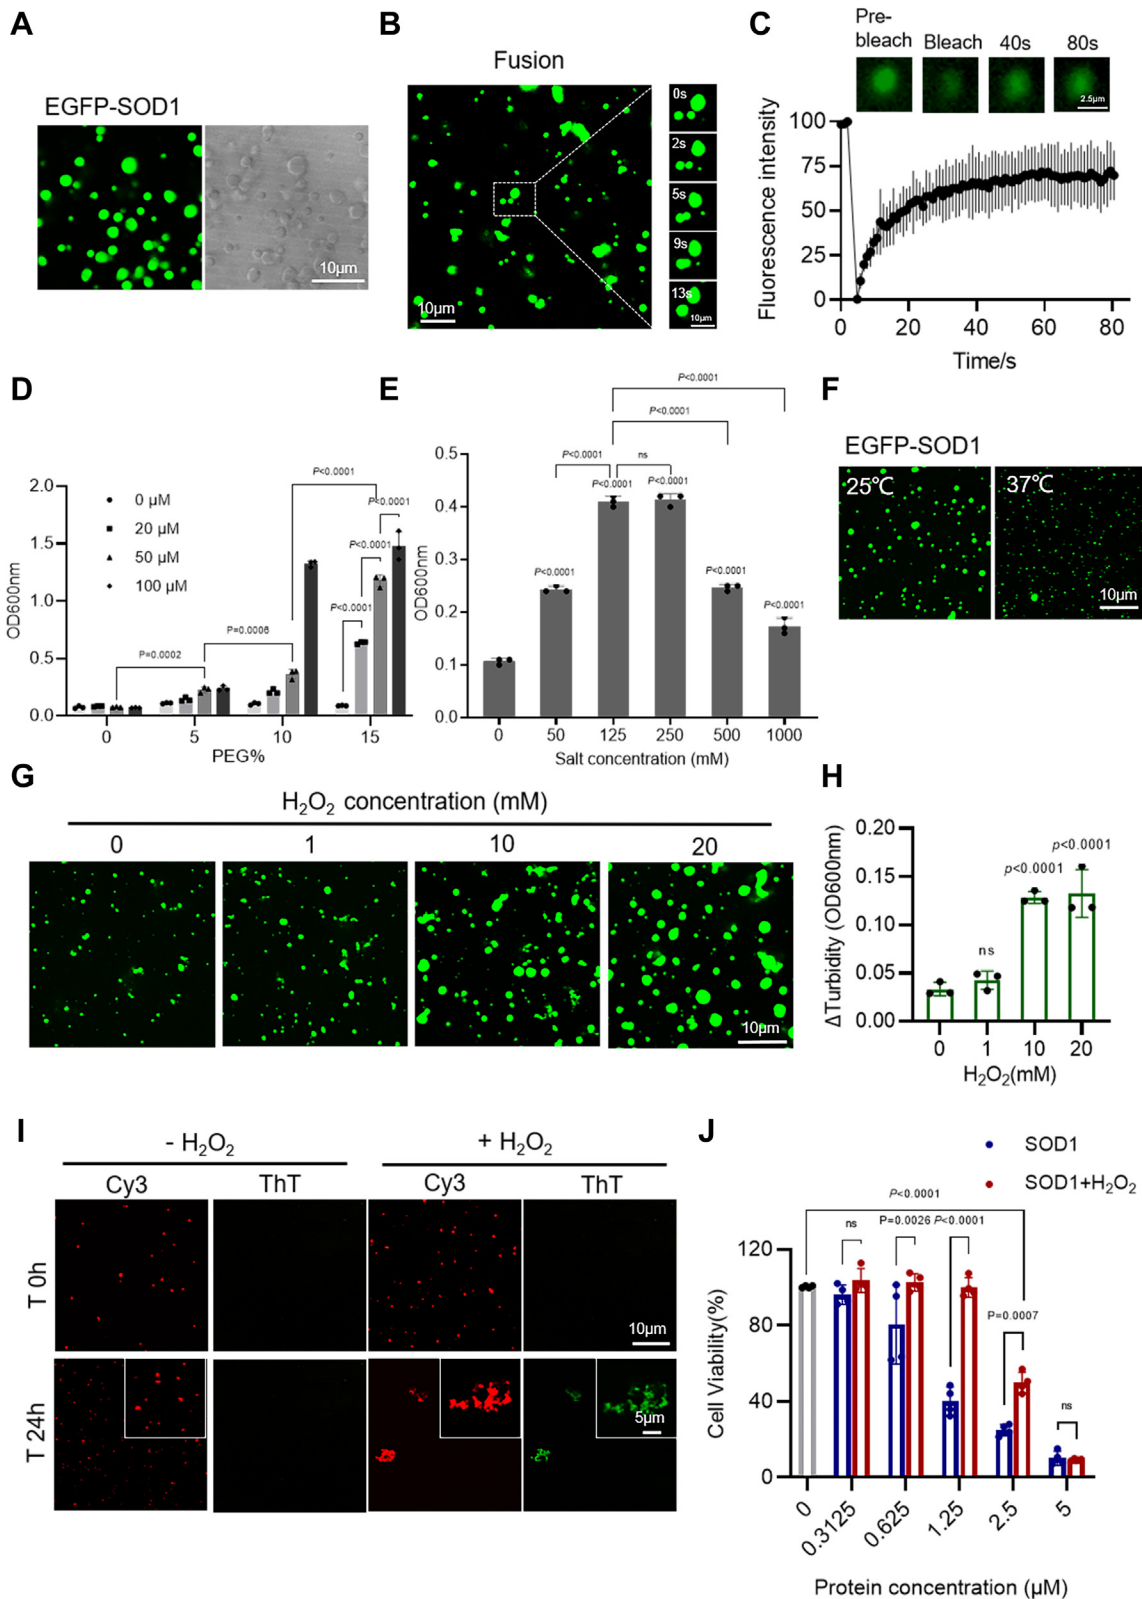 A
EGFP-SOD1
10μm
B
Fusion
10μm
0s
2s
5s
9s
13s
10μm
C
Pre-
bleach Bleach 40s 80s
2.5μm
Fluorescence intensity
100
75
50
25
0
0 20 40 60 80
Time/s
D
P<0.0001
P<0.0001
P<0.0001
P<0.0001
P=0.0006
P=0.0002
0 μM
20 μM
50 μM
100 μM
OD600nm
2.0
1.5
1.0
0.5
0.0
0 5 10 15
PEG%
E
P<0.0001
P<0.0001
P<0.0001 ns
P<0.0001 P<0.0001
P<0.0001 P<0.0001
P<0.0001
OD600nm
0.5
0.4
0.3
0.2
0.1
0.0
0 50 125 250 500 1000
Salt concentration (mM)
F
EGFP-SOD1
25℃ 37℃
10μm
G
H₂O₂ concentration (mM)
0 1 10 20
10μm
H
ΔTurbidity (OD600nm)
0.20
0.15
0.10
0.05
0.00
ns
p<0.0001
p<0.0001
0 1 10 20
H₂O₂(mM)
I
- H₂O₂ + H₂O₂
Cy3 ThT Cy3 ThT
T 0h
10μm
T 24h
5μm
J
SOD1
SOD1+H₂O₂
P<0.0001
ns P=0.0026 P<0.0001
P=0.0007
ns
Cell Viability(%)
120
80
40
0
0 0.3125 0.625 1.25 2.5 5
Protein concentration (μM)